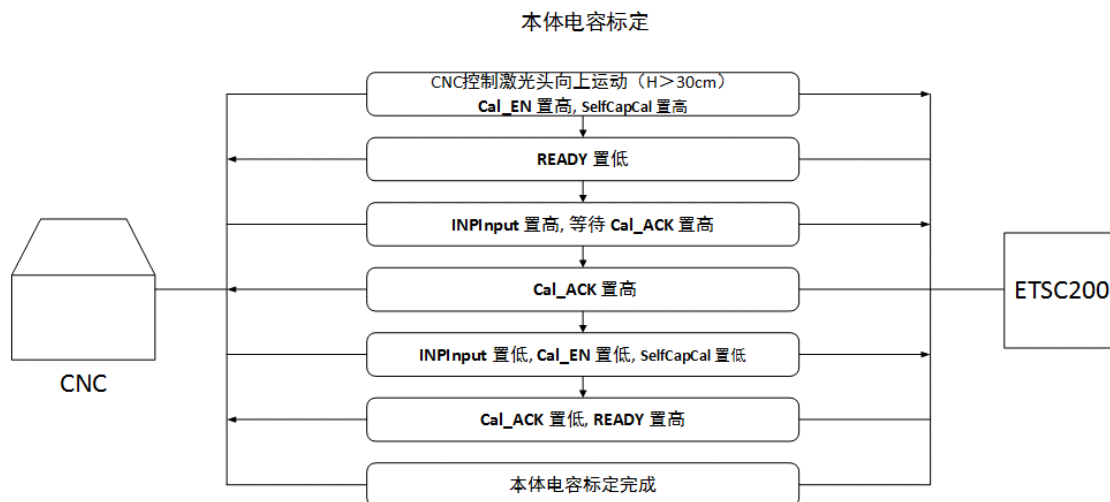 本体电容标定
CNC控制激光头向上运动（H＞30cm）
Cal_EN 置高, SelfCapCal 置高
READY 置低
INPInput 置高, 等待 Cal_ACK 置高
Cal_ACK 置高
INPInput 置低, Cal_EN 置低, SelfCapCal 置低
Cal_ACK 置低, READY 置高
本体电容标定完成
CNC
ETSC200